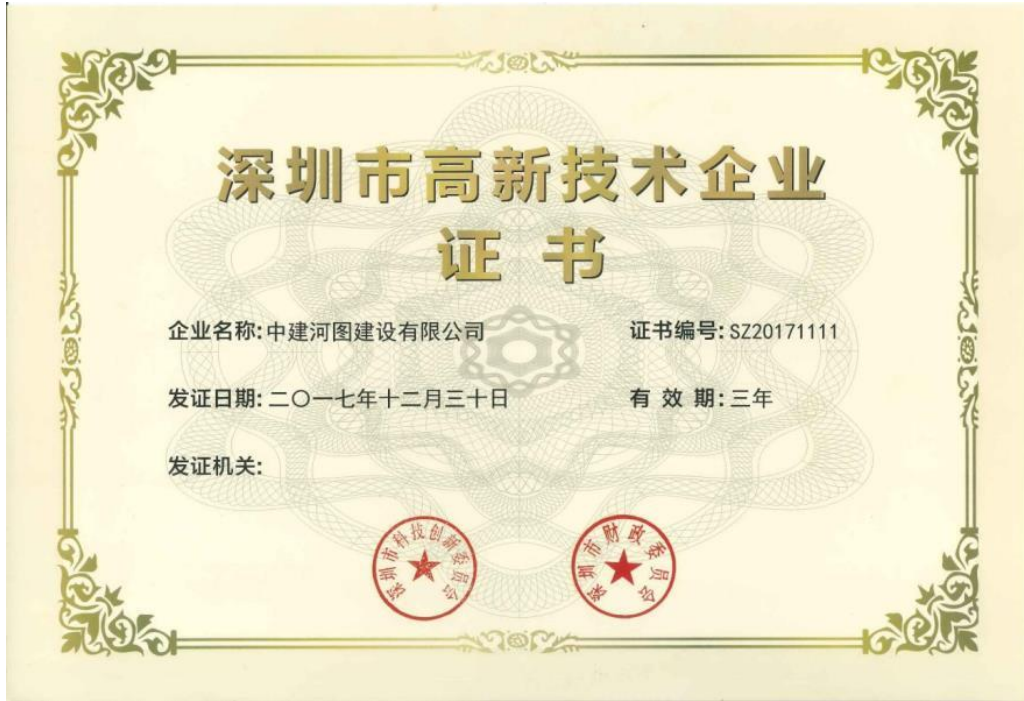 深圳市高新技术企业
证书
企业名称:中建河图建设有限公司
证书编号:SZ20171111
发证日期:二〇一七年十二月三十日
有效期:三年
发证机关:
深圳市科技创新委员会
深圳市财政委员会